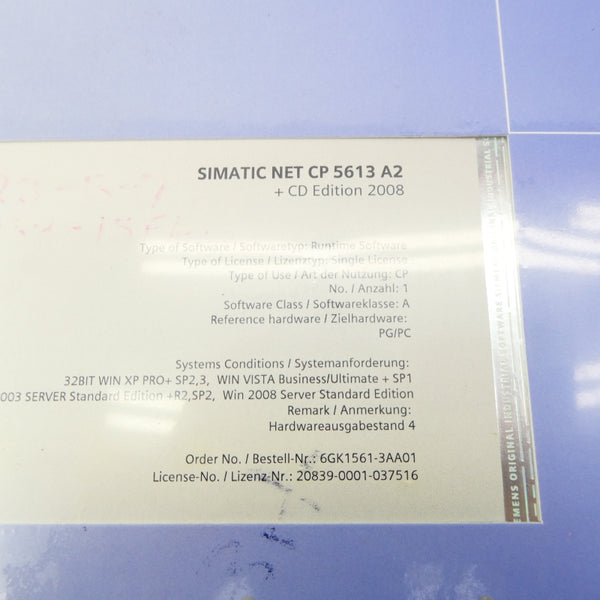 SIMATIC NET CP 5613 A2
+ CD Edition 2008
Type of Software / Softwaretyp: Runtime Software
Type of License / Lizenztyp: Single License
Type of Use / Art der Nutzung: CP
No. / Anzahl: 1
Software Class / Softwareklasse: A
Reference hardware / Zielhardware:
PG/PC
Systems Conditions / Systemanforderung:
32BIT WIN XP PRO+ SP2,3, WIN VISTA Business/Ultimate + SP1
003 SERVER Standard Edition +R2,SP2, Win 2008 Server Standard Edition
Remark / Anmerkung:
Hardwareausgabestand 4
Order No. / Bestell-Nr.: 6GK1561-3AA01
License-No. / Lizenz-Nr.: 20839-0001-037516
EMENS ORIGINAL INDUSTRIAL SOFTWARE